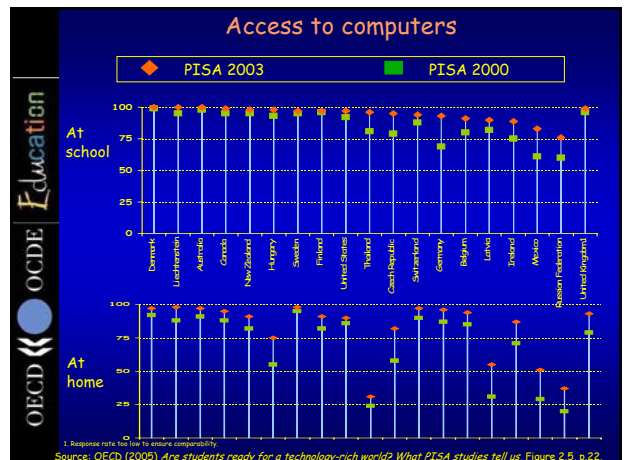 Access to computers
PISA 2003
PISA 2000
OECD OCDE Education
At
school
100
75
50
25
0
Denmark
Liechtenstein
Australia
Canada
New Zealand
Hungary
Sweden
Finland
United States
Thailand
Czech Republic
Switzerland
Germany
Belgium
Latvia
Ireland
Mexico
Russian Federation
United Kingdom1
At
home
100
75
50
25
0
1. Response rate too low to ensure comparability.
Source: OECD (2005) Are students ready for a technology-rich world? What PISA studies tell us, Figure 2.5, p.22.